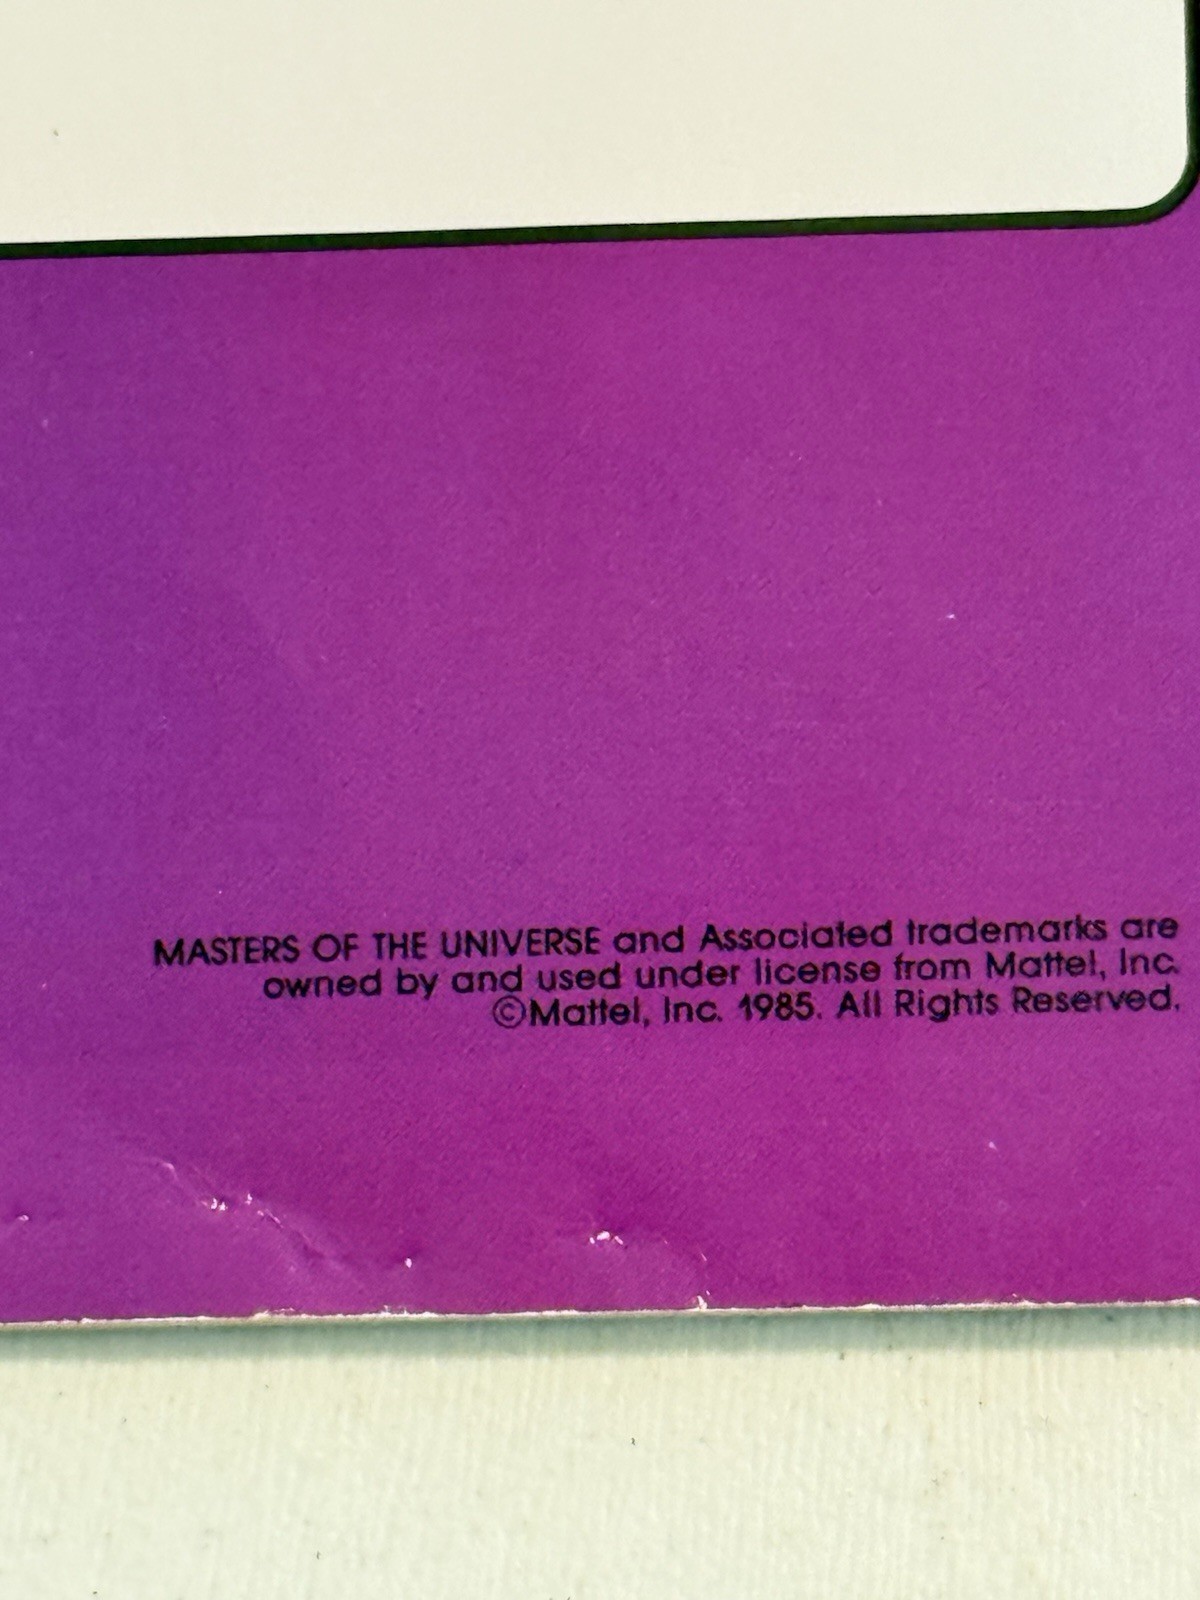 MASTERS OF THE UNIVERSE and Associated trademarks are
owned by and used under license from Mattel, Inc.
©Mattel, Inc. 1985. All Rights Reserved.